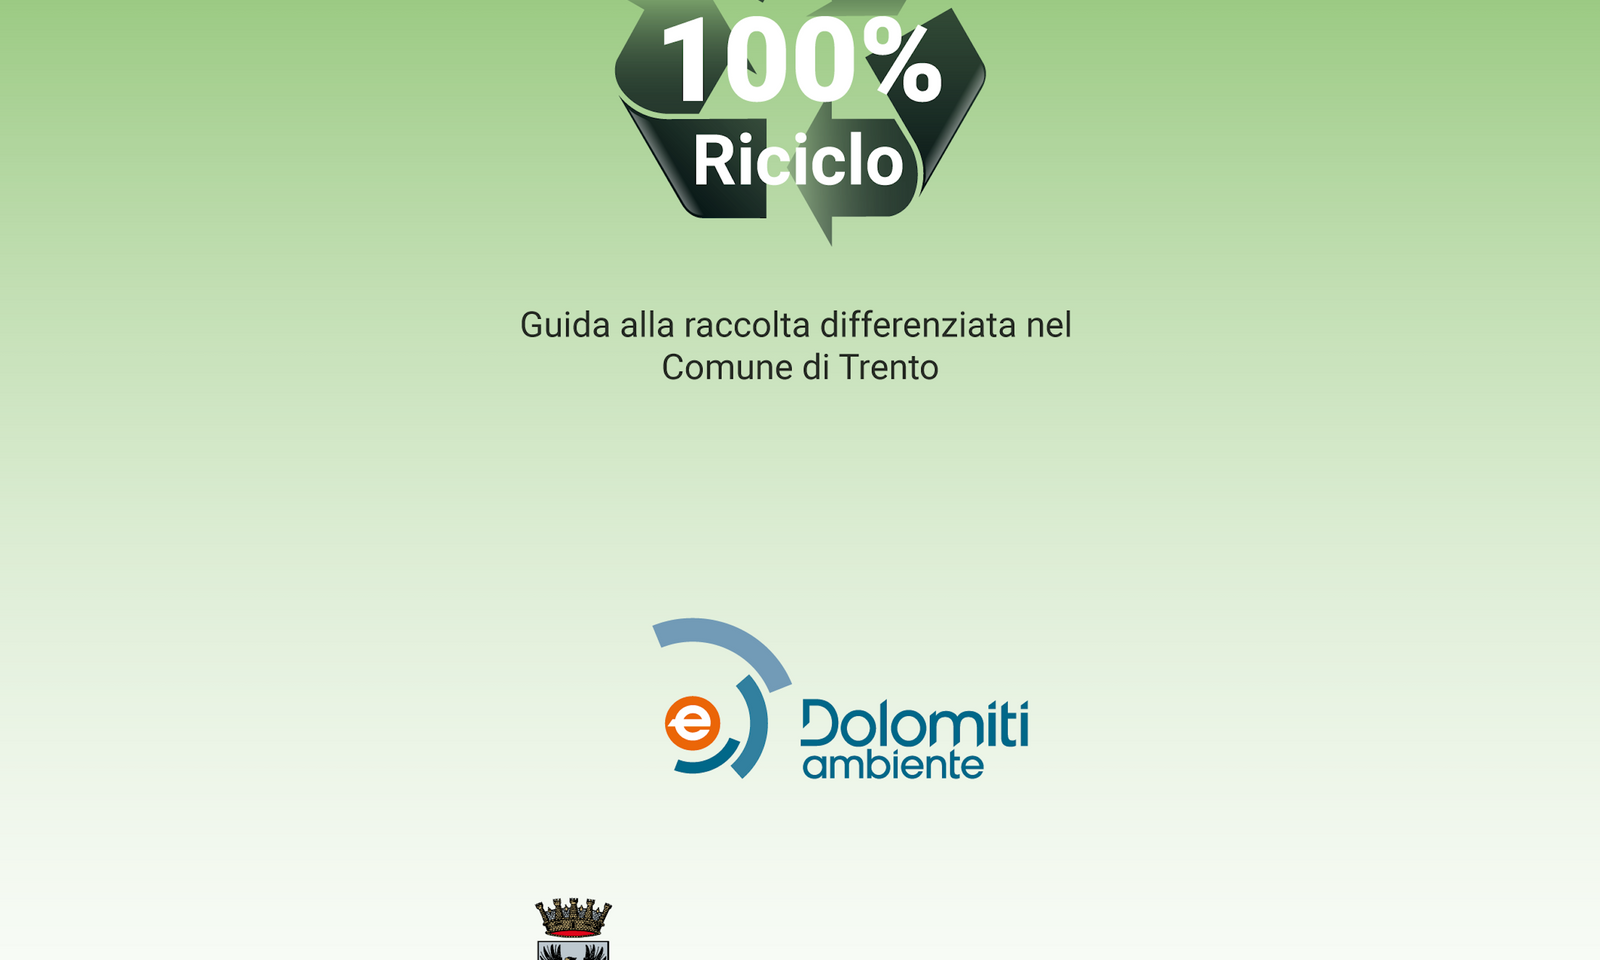 100%
Riciclo
Guida alla raccolta differenziata nel
Comune di Trento
e
Dolomiti
ambiente